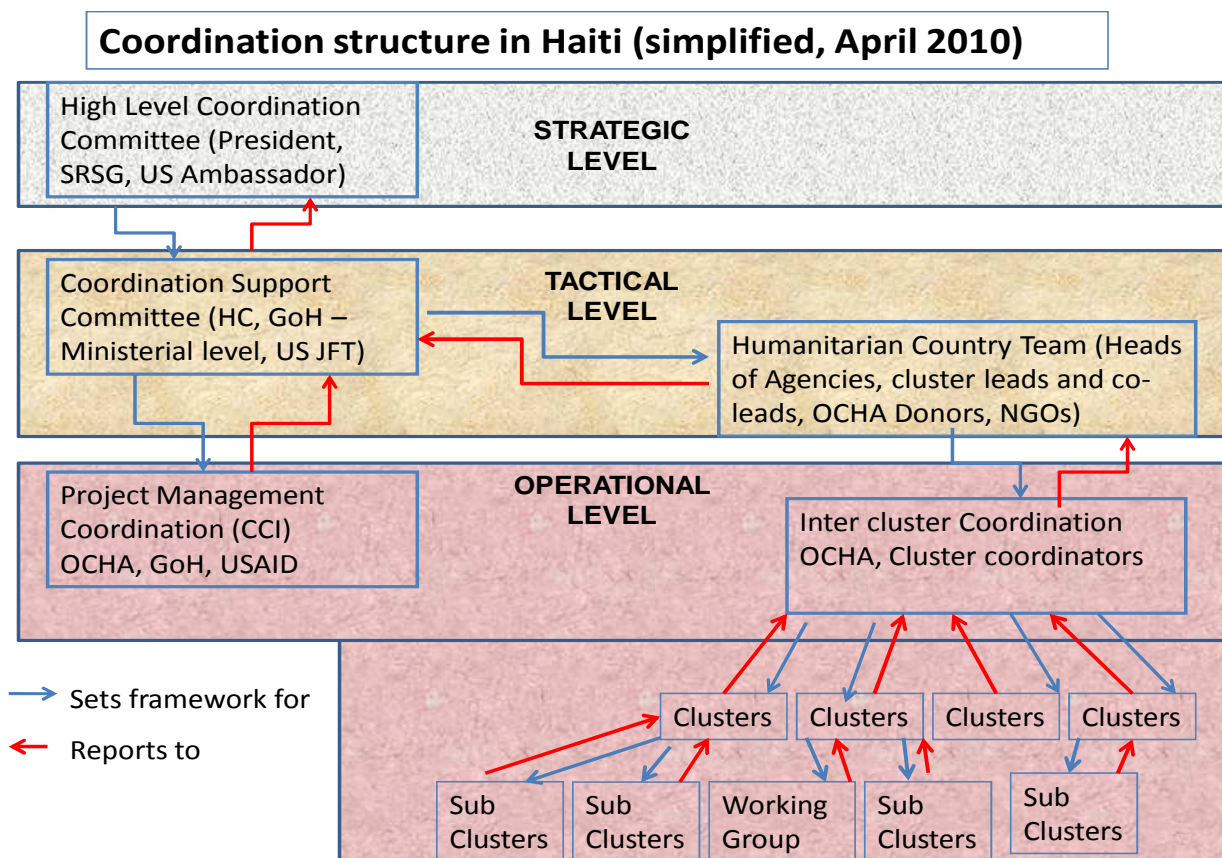 Coordination structure in Haiti (simplified, April 2010)
High Level Coordination
Committee (President,
SRSG, US Ambassador)
STRATEGIC
LEVEL
Coordination Support
Committee (HC, GoH –
Ministerial level, US JFT)
TACTICAL
LEVEL
Humanitarian Country Team (Heads
of Agencies, cluster leads and co-
leads, OCHA Donors, NGOs)
Project Management
Coordination (CCI)
OCHA, GoH, USAID
OPERATIONAL
LEVEL
Inter cluster Coordination
OCHA, Cluster coordinators
Sets framework for
Reports to
Clusters
Clusters
Clusters
Clusters
Sub
Clusters
Sub
Clusters
Working
Group
Sub
Clusters
Sub
Clusters